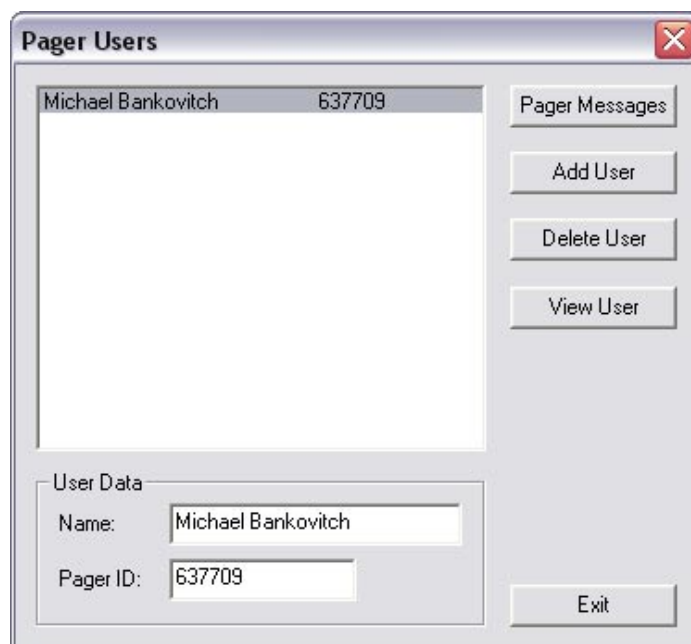 Pager Users
Michael Bankovitch 637709
Pager Messages
Add User
Delete User
View User
User Data
Name: Michael Bankovitch
Pager ID: 637709
Exit